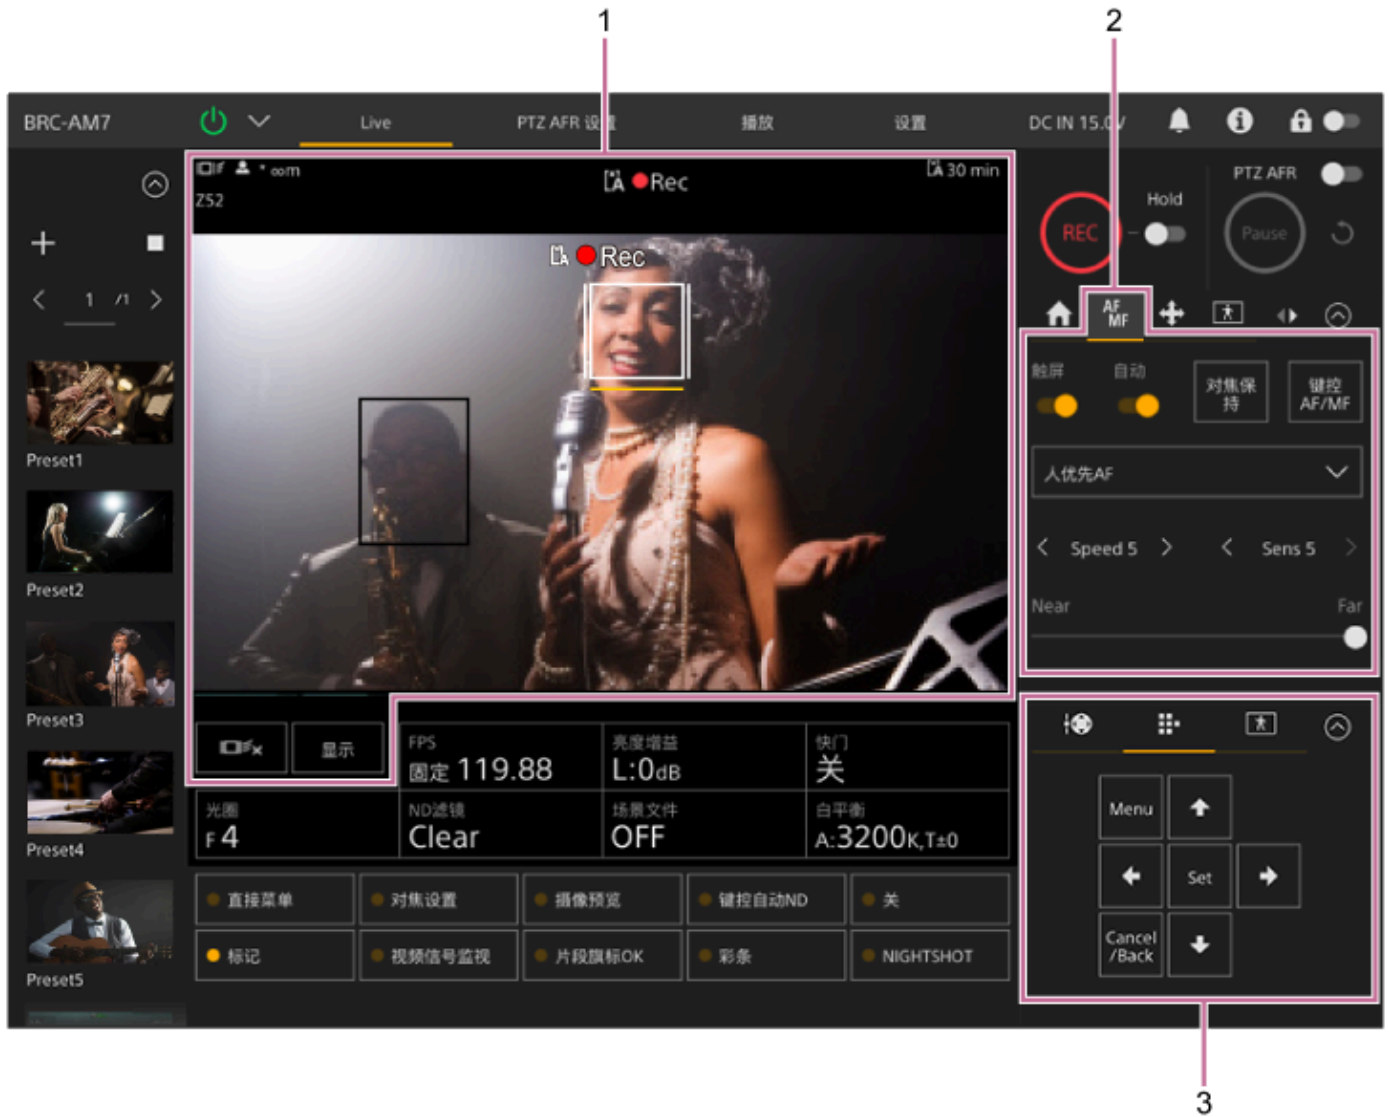 1
2
BRC-AM7
Live
PTZ AFR 设置
播放
设置
DC IN 15.0V
∞m
30 min
Rec
Z52
Rec
1 /1
Preset1
Preset2
Preset3
Preset4
Preset5
REC
Hold
PTZ AFR
Pause
AF
MF
触屏
自动
对焦保
持
键控
AF/MF
人优先AF
Speed 5
Sens 5
Near
Far
显示
FPS
固定 119.88
亮度增益
L:0dB
快门
关
光圈
F 4
ND滤镜
Clear
场景文件
OFF
白平衡
A:3200K,T±0
直接菜单
对焦设置
摄像预览
键控自动ND
关
标记
视频信号监视
片段旗标OK
彩条
NIGHTSHOT
Menu
Set
Cancel
/Back
3